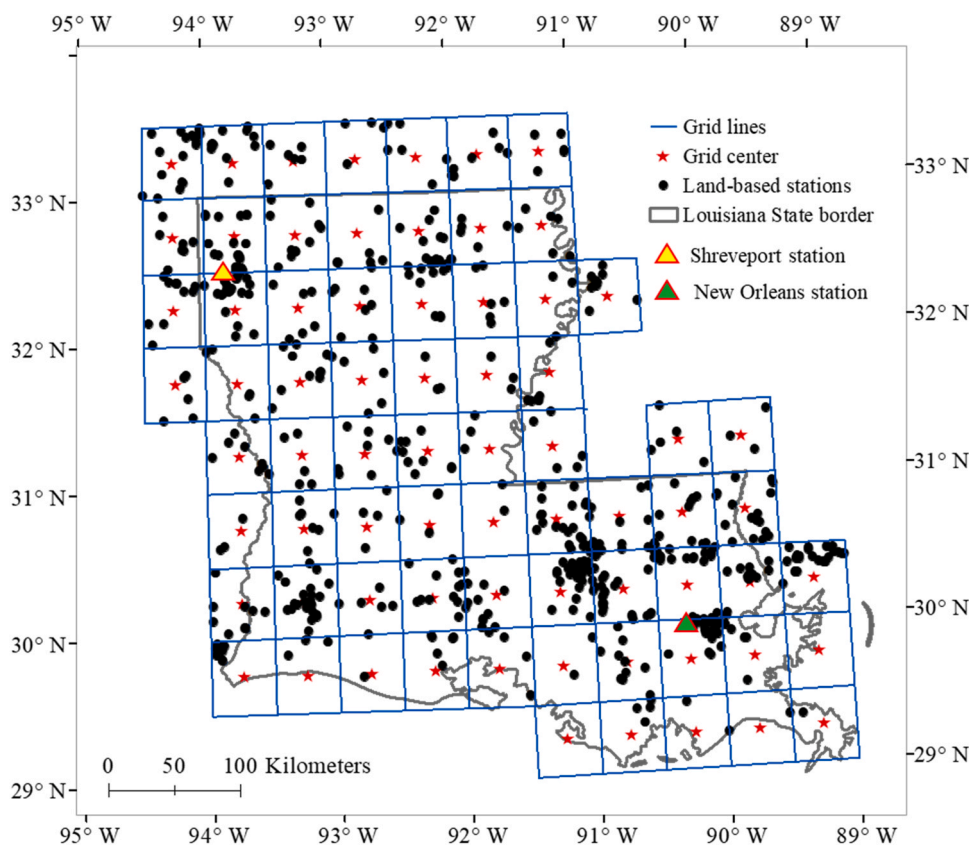 95° W 94° W 93° W 92° W 91° W 90° W 89° W
Grid lines
Grid center
Land-based stations
Louisiana State border
Shreveport station
New Orleans station
33° N
32° N
31° N
30° N
29° N
33° N
32° N
31° N
30° N
29° N
0 50 100 Kilometers
95° W 94° W 93° W 92° W 91° W 90° W 89° W